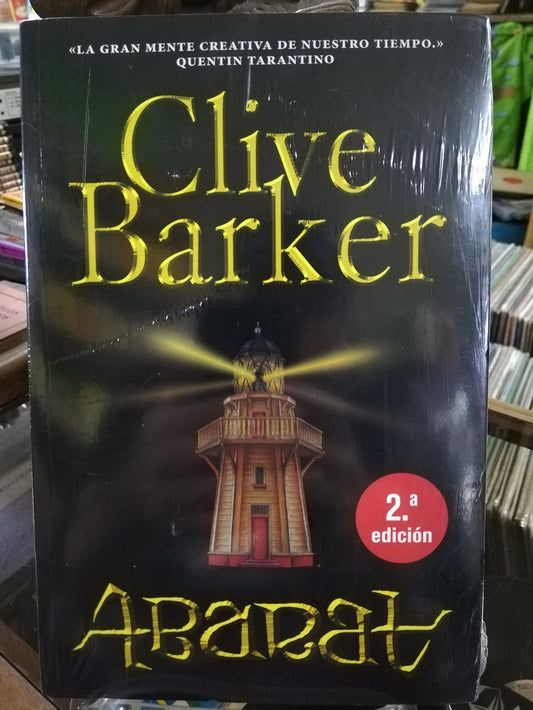 «LA GRAN MENTE CREATIVA DE NUESTRO TIEMPO.»
QUENTIN TARANTINO
Clive
Barker
2.ª
edición
Abarat